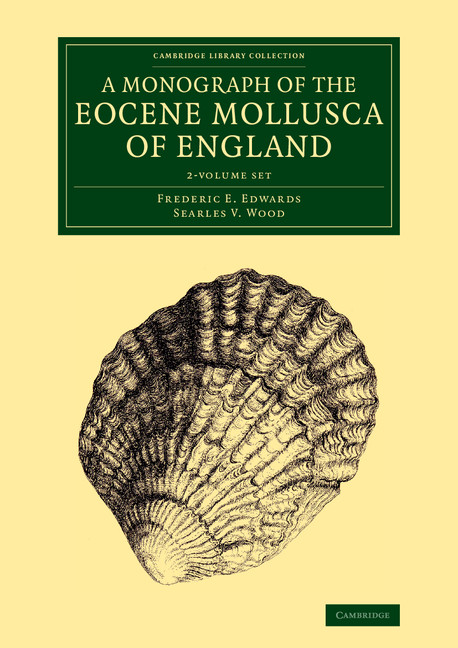 CAMBRIDGE LIBRARY COLLECTION
A MONOGRAPH OF THE
EOCENE MOLLUSCA
OF ENGLAND
2-VOLUME SET
FREDERIC E. EDWARDS
SEARLES V. WOOD
CAMBRIDGE